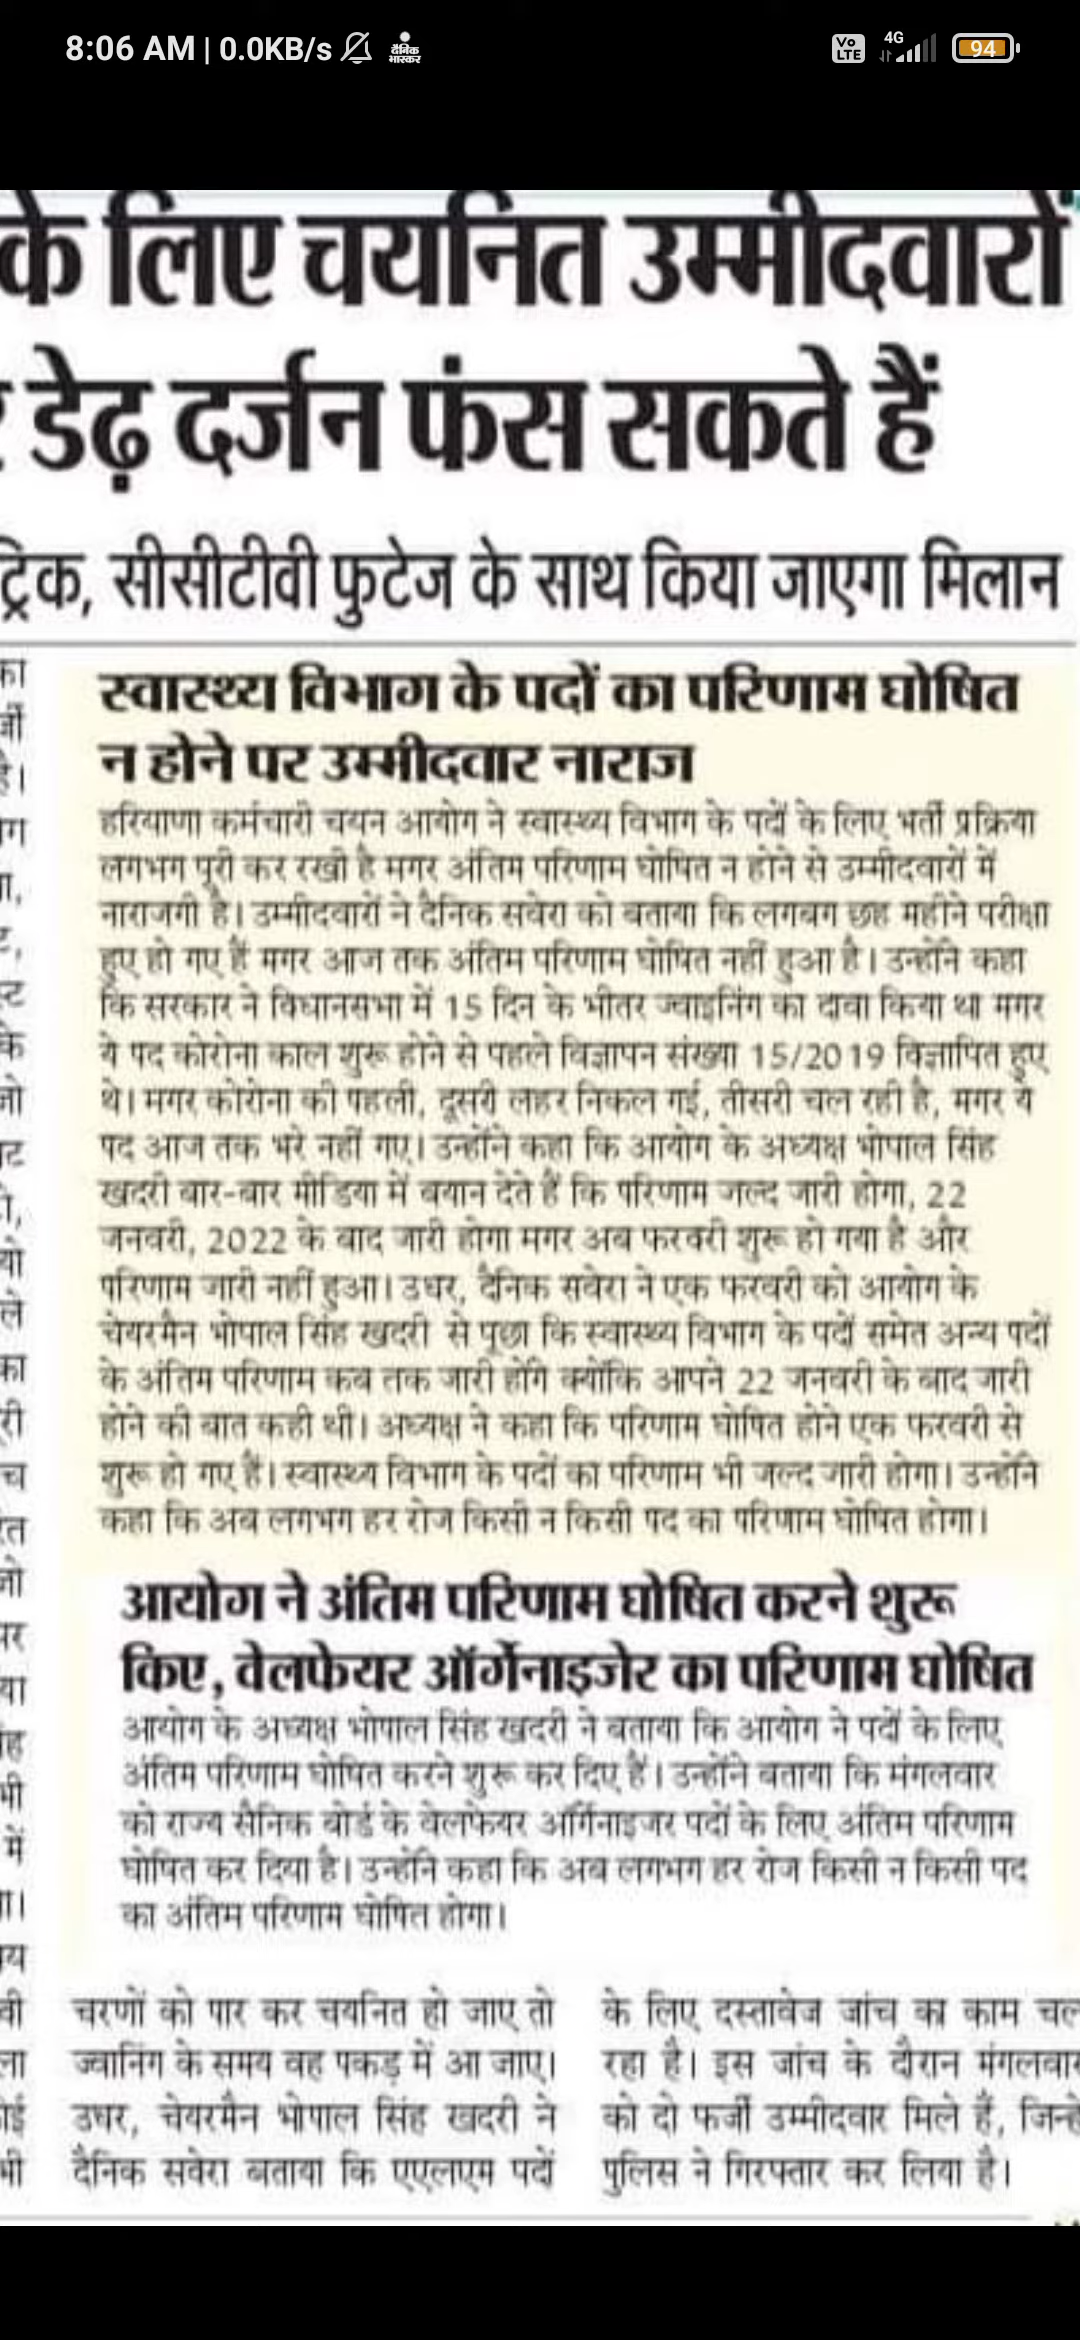 8:06 AM | 0.0KB/s दैनिक भास्कर Vo LTE 4G 94
के लिए चयनित उम्मीदवारों
डेढ़ दर्जन फंस सकते हैं
ट्रिक, सीसीटीवी फुटेज के साथ किया जाएगा मिलान
स्वास्थ्य विभाग के पदों का परिणाम घोषित
न होने पर उम्मीदवार नाराज
हरियाणा कर्मचारी चयन आयोग ने स्वास्थ्य विभाग के पदों के लिए भर्ती प्रक्रिया
लगभग पूरी कर रखी है मगर अंतिम परिणाम घोषित न होने से उम्मीदवारों में
नाराजगी है। उम्मीदवारों ने दैनिक सवेरा को बताया कि लगबग छह महीने परीक्षा
हुए हो गए हैं मगर आज तक अंतिम परिणाम घोषित नहीं हुआ है। उन्होंने कहा
कि सरकार ने विधानसभा में 15 दिन के भीतर ज्वाइनिंग का दावा किया था मगर
ये पद कोरोना काल शुरू होने से पहले विज्ञापन संख्या 15/2019 विज्ञापित हुए
थे। मगर कोरोना की पहली, दूसरी लहर निकल गई, तीसरी चल रही है, मगर ये
पद आज तक भरे नहीं गए। उन्होंने कहा कि आयोग के अध्यक्ष भोपाल सिंह
खदरी बार-बार मीडिया में बयान देते हैं कि परिणाम जल्द जारी होगा, 22
जनवरी, 2022 के बाद जारी होगा मगर अब फरवरी शुरू हो गया है और
परिणाम जारी नहीं हुआ। उधर, दैनिक सवेरा ने एक फरवरी को आयोग के
चेयरमैन भोपाल सिंह खदरी से पूछा कि स्वास्थ्य विभाग के पदों समेत अन्य पदों
के अंतिम परिणाम कब तक जारी होंगे क्योंकि आपने 22 जनवरी के बाद जारी
होने की बात कही थी। अध्यक्ष ने कहा कि परिणाम घोषित होने एक फरवरी से
शुरू हो गए हैं। स्वास्थ्य विभाग के पदों का परिणाम भी जल्द जारी होगा। उन्होंने
कहा कि अब लगभग हर रोज किसी न किसी पद का परिणाम घोषित होगा।
आयोग ने अंतिम परिणाम घोषित करने शुरू
किए, वेलफेयर ऑर्गेनाइजेर का परिणाम घोषित
आयोग के अध्यक्ष भोपाल सिंह खदरी ने बताया कि आयोग ने पदों के लिए
अंतिम परिणाम घोषित करने शुरू कर दिए हैं। उन्होंने बताया कि मंगलवार
को राज्य सैनिक बोर्ड के वेलफेयर ऑर्गिनाइजर पदों के लिए अंतिम परिणाम
घोषित कर दिया है। उन्होंने कहा कि अब लगभग हर रोज किसी न किसी पद
का अंतिम परिणाम घोषित होगा।
चरणों को पार कर चयनित हो जाए तो
ज्वानिंग के समय वह पकड़ में आ जाए।
उधर, चेयरमैन भोपाल सिंह खदरी ने
दैनिक सवेरा बताया कि एएलएम पदों
के लिए दस्तावेज जांच का काम चल
रहा है। इस जांच के दौरान मंगलवार
को दो फर्जी उम्मीदवार मिले हैं, जिन्हें
पुलिस ने गिरफ्तार कर लिया है।